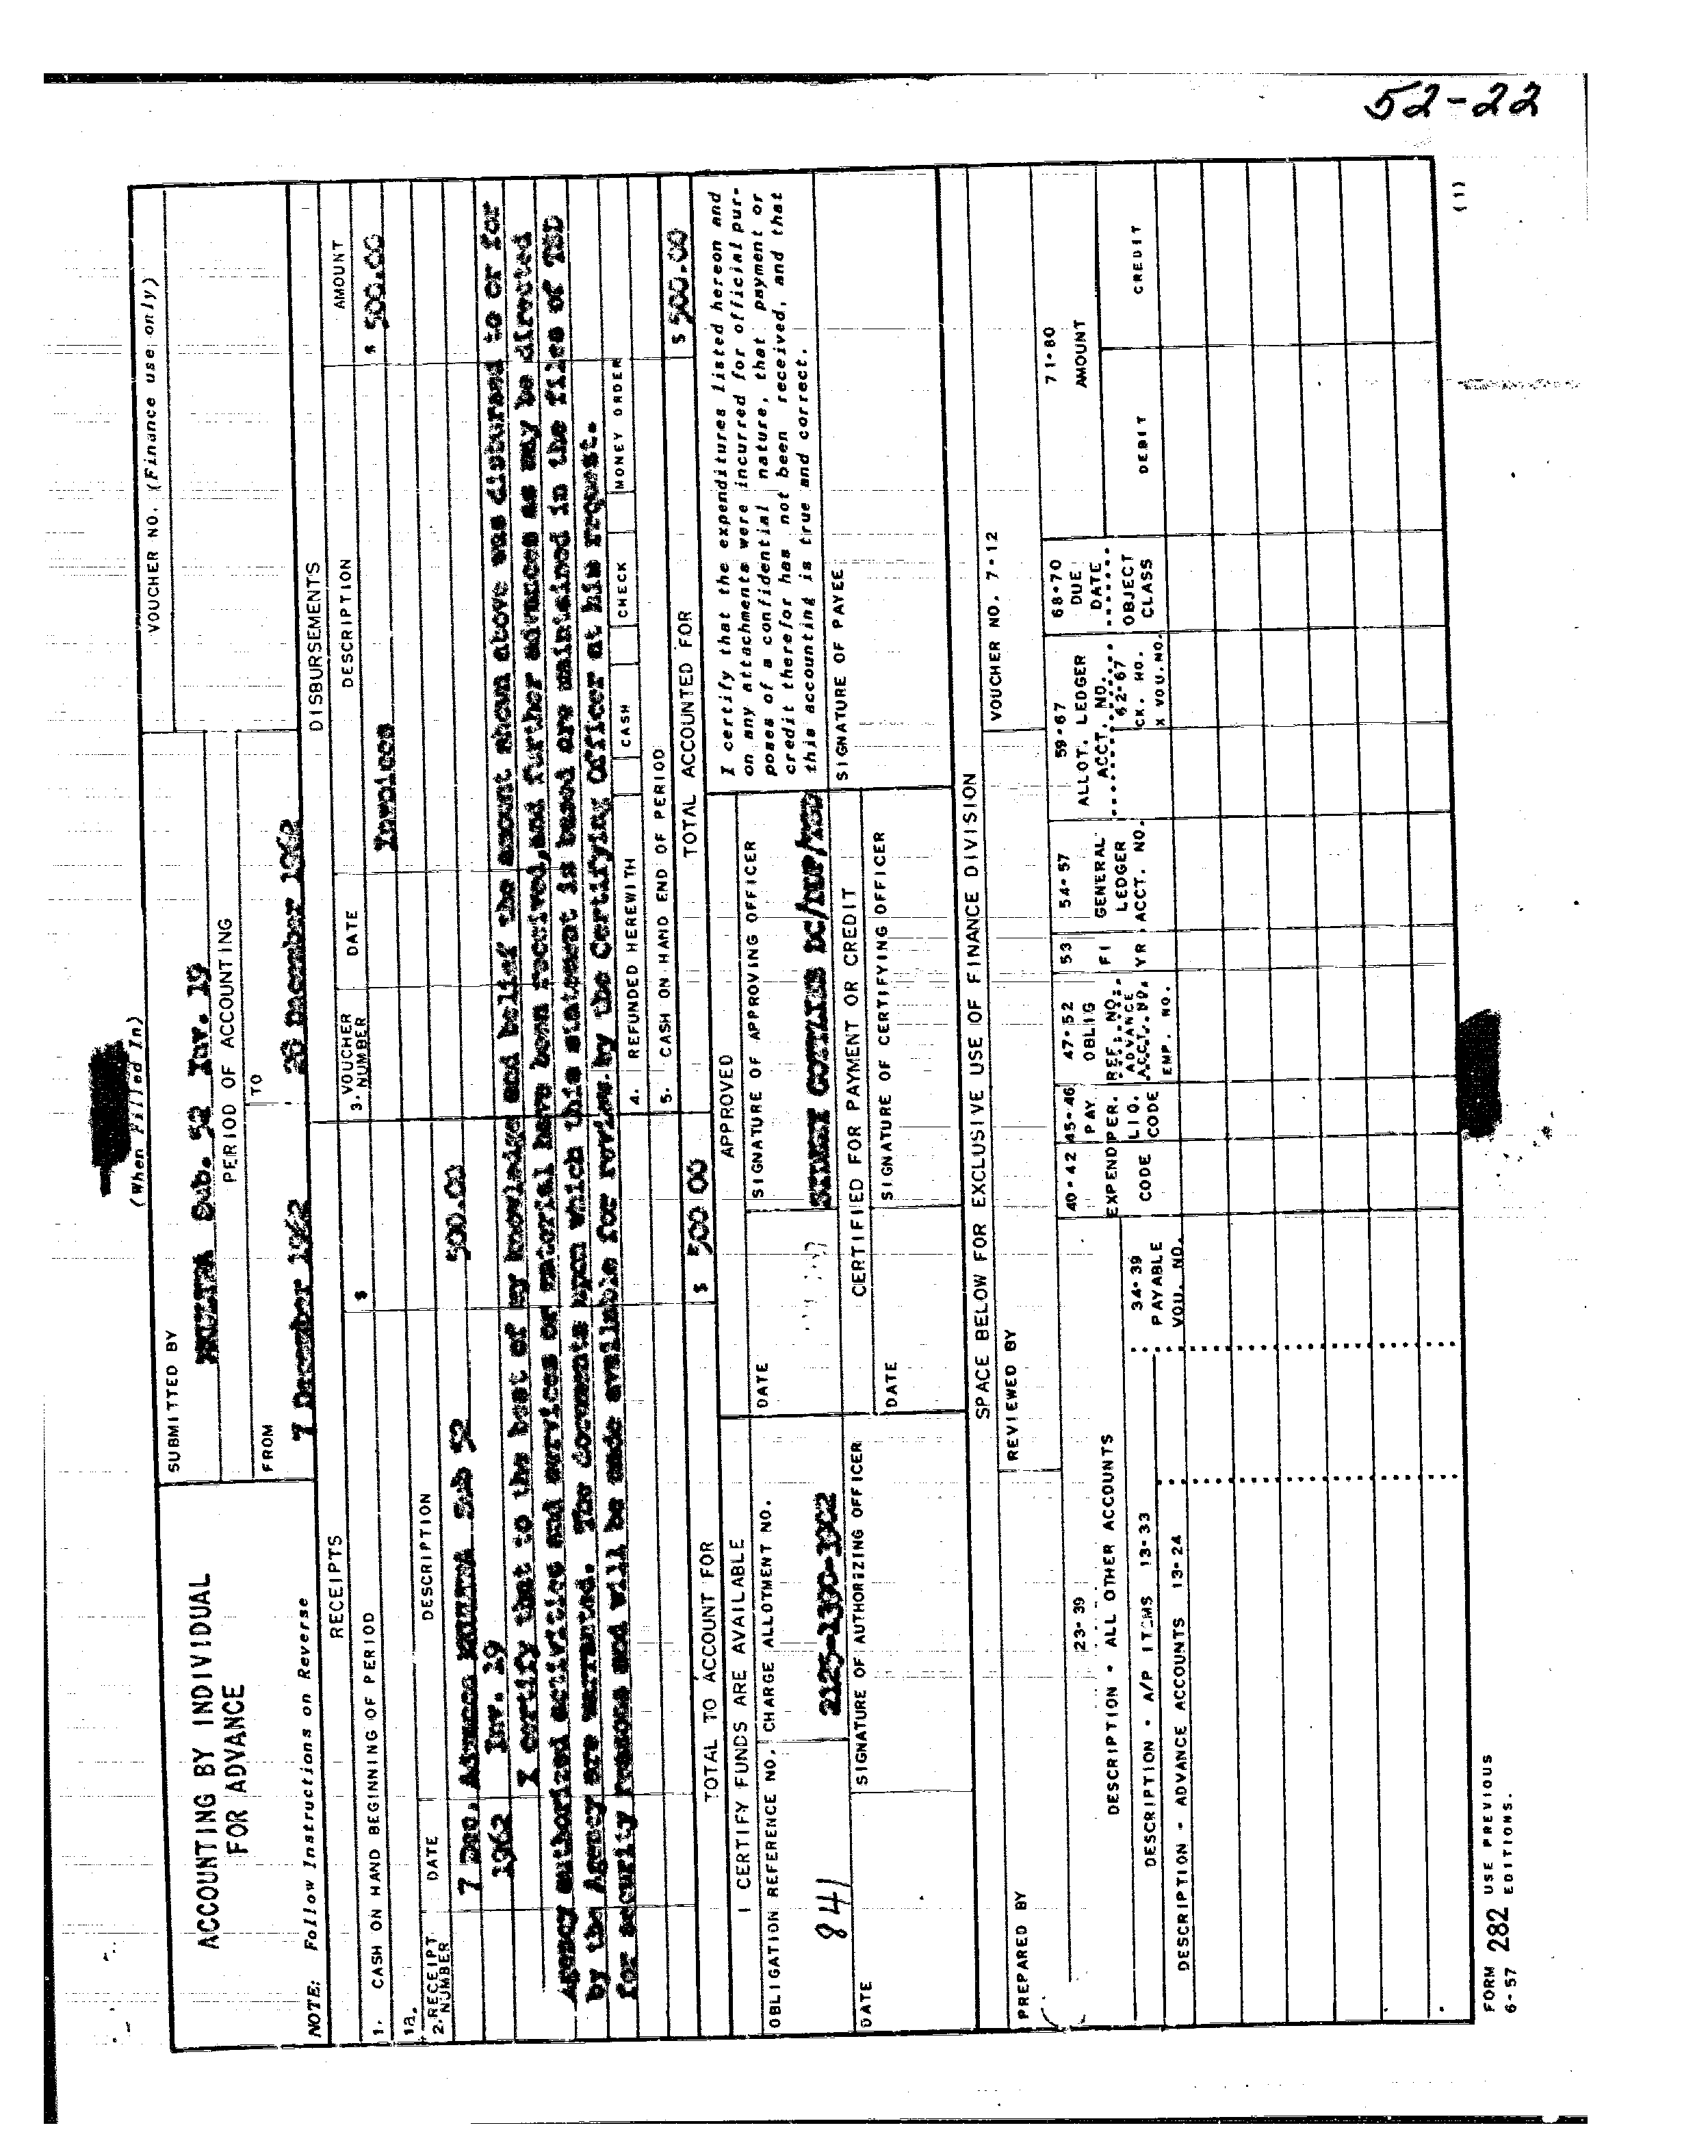 52-22
(When Filled In)
ACCOUNTING BY INDIVIDUAL
FOR ADVANCE
SUBMITTED BY
MKULTRA Sub. 52 Inv. 19
VOUCHER NO. (Finance use only)
PERIOD OF ACCOUNTING
FROM
7 December 1962
TO
28 December 1962
NOTE: Follow Instructions on Reverse
RECEIPTS
DISBURSEMENTS
1. CASH ON HAND BEGINNING OF PERIOD
$
3. VOUCHER NUMBER
DATE
DESCRIPTION
AMOUNT
1a.
Invoices
$ 500.00
2. RECEIPT NUMBER
DATE
DESCRIPTION
7 Dec. Advance MKULTRA Sub 52
500.00
1962 Inv. 19
I certify that to the best of my knowledge and belief the amount shown above was disbursed to or for
Agency authorized activities and services or material have been received, and further advances as may be directed
by the Agency are warranted. The documents upon which this statement is based are maintained in the files of TSD
for security reasons and will be made available for review by the Certifying Officer at his request.
4. REFUNDED HEREWITH
CASH
CHECK
MONEY ORDER
5. CASH ON HAND END OF PERIOD
TOTAL TO ACCOUNT FOR
$ 500 00
TOTAL ACCOUNTED FOR
$ 500.00
I CERTIFY FUNDS ARE AVAILABLE
APPROVED
I certify that the expenditures listed hereon and
on any attachments were incurred for official pur-
poses of a confidential nature, that payment or
credit therefor has not been received, and that
this accounting is true and correct.
OBLIGATION REFERENCE NO.
841
CHARGE ALLOTMENT NO.
2125-1390-1902
DATE
SIGNATURE OF APPROVING OFFICER
SIDNEY GOTTLIEB DC/TSD
CERTIFIED FOR PAYMENT OR CREDIT
DATE
SIGNATURE OF AUTHORIZING OFFICER
DATE
SIGNATURE OF CERTIFYING OFFICER
SIGNATURE OF PAYEE
SPACE BELOW FOR EXCLUSIVE USE OF FINANCE DIVISION
PREPARED BY
REVIEWED BY
VOUCHER NO. 7-12
23-39
DESCRIPTION - ALL OTHER ACCOUNTS
DESCRIPTION - A/P ITEMS 13-33
DESCRIPTION - ADVANCE ACCOUNTS 13-24
34-39
PAYABLE
VOU. NO.
40-42
EXPEND
CODE
45-46
PAY
PER.
LIQ.
CODE
47-52
OBLIG
REF. NO.
ADVANCE
ACCT. NO.
EMP. NO.
53
FI
YR
54-57
GENERAL
LEDGER
ACCT. NO.
59-67
ALLOT. LEDGER
ACCT. NO.
62-67
CK. NO.
X VOU. NO.
68-70
DUE
DATE
OBJECT
CLASS
71-80
AMOUNT
DEBIT
CREDIT
FORM 282 USE PREVIOUS
6-57 EDITIONS.
(1)